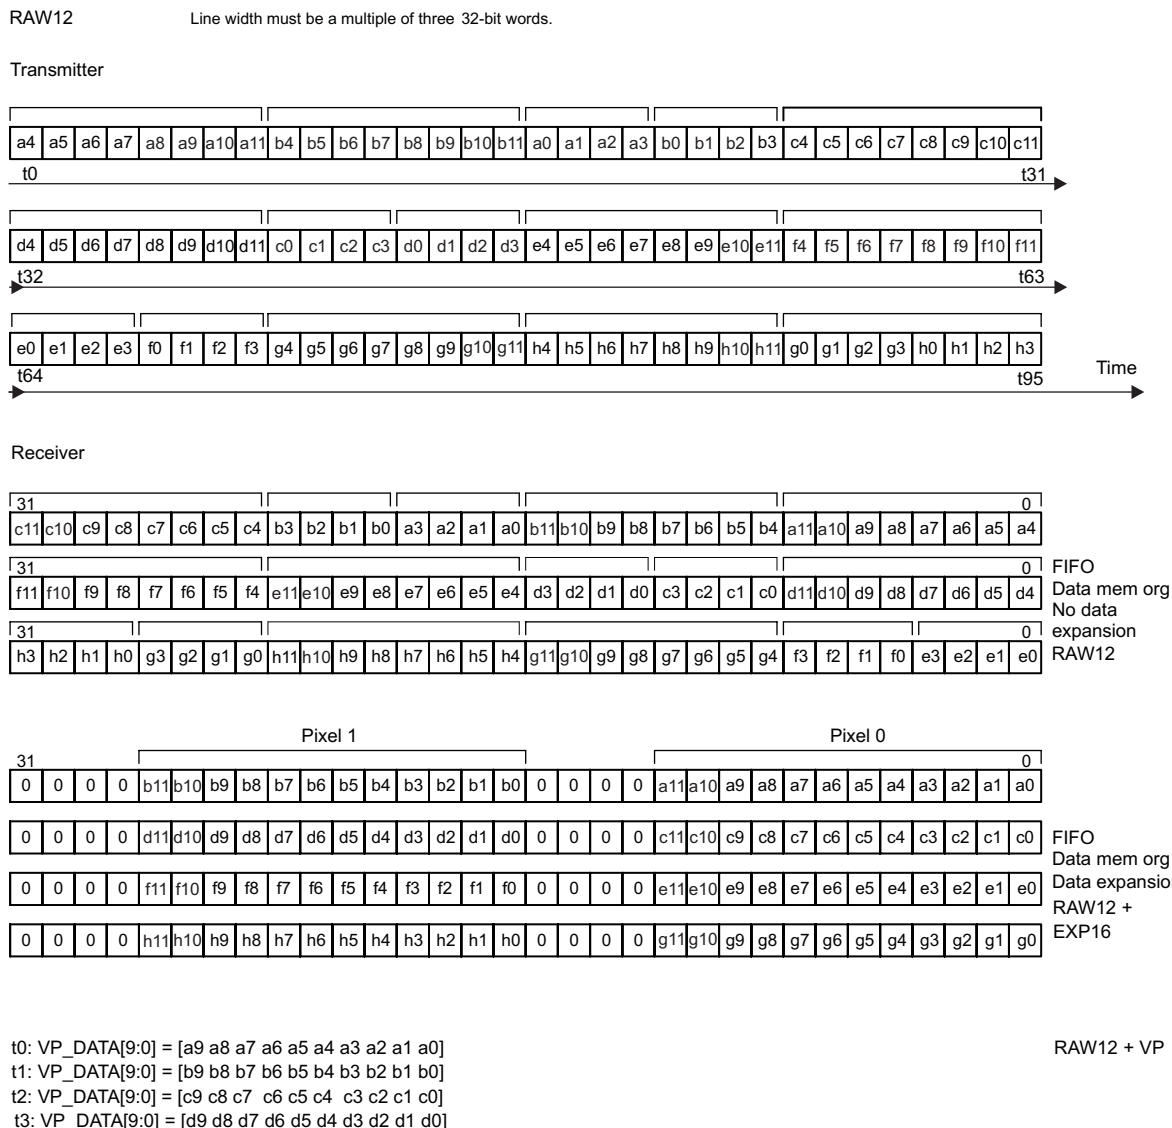 RAW12 Line width must be a multiple of three 32-bit words.
Transmitter
a4 a5 a6 a7 a8 a9 a10 a11 b4 b5 b6 b7 b8 b9 b10 b11 a0 a1 a2 a3 b0 b1 b2 b3 c4 c5 c6 c7 c8 c9 c10 c11
t0 t31
d4 d5 d6 d7 d8 d9 d10 d11 c0 c1 c2 c3 d0 d1 d2 d3 e4 e5 e6 e7 e8 e9 e10 e11 f4 f5 f6 f7 f8 f9 f10 f11
t32 t63
e0 e1 e2 e3 f0 f1 f2 f3 g4 g5 g6 g7 g8 g9 g10 g11 h4 h5 h6 h7 h8 h9 h10 h11 g0 g1 g2 g3 h0 h1 h2 h3
t64 t95 Time
Receiver
31 0
c11 c10 c9 c8 c7 c6 c5 c4 b3 b2 b1 b0 a3 a2 a1 a0 b11 b10 b9 b8 b7 b6 b5 b4 a11 a10 a9 a8 a7 a6 a5 a4
31 0 FIFO
f11 f10 f9 f8 f7 f6 f5 f4 e11 e10 e9 e8 e7 e6 e5 e4 d3 d2 d1 d0 c3 c2 c1 c0 d11 d10 d9 d8 d7 d6 d5 d4 Data mem org
No data
31 0 expansion
h3 h2 h1 h0 g3 g2 g1 g0 h11 h10 h9 h8 h7 h6 h5 h4 g11 g10 g9 g8 g7 g6 g5 g4 f3 f2 f1 f0 e3 e2 e1 e0 RAW12
Pixel 1 Pixel 0
31 0
0 0 0 0 b11 b10 b9 b8 b7 b6 b5 b4 b3 b2 b1 b0 0 0 0 0 a11 a10 a9 a8 a7 a6 a5 a4 a3 a2 a1 a0
0 0 0 0 d11 d10 d9 d8 d7 d6 d5 d4 d3 d2 d1 d0 0 0 0 0 c11 c10 c9 c8 c7 c6 c5 c4 c3 c2 c1 c0 FIFO
Data mem org
0 0 0 0 f11 f10 f9 f8 f7 f6 f5 f4 f3 f2 f1 f0 0 0 0 0 e11 e10 e9 e8 e7 e6 e5 e4 e3 e2 e1 e0 Data expansio
RAW12 +
0 0 0 0 h11 h10 h9 h8 h7 h6 h5 h4 h3 h2 h1 h0 0 0 0 0 g11 g10 g9 g8 g7 g6 g5 g4 g3 g2 g1 g0 EXP16
t0: VP_DATA[9:0] = [a9 a8 a7 a6 a5 a4 a3 a2 a1 a0] RAW12 + VP
t1: VP_DATA[9:0] = [b9 b8 b7 b6 b5 b4 b3 b2 b1 b0]
t2: VP_DATA[9:0] = [c9 c8 c7 c6 c5 c4 c3 c2 c1 c0]
t3: VP_DATA[9:0] = [d9 d8 d7 d6 d5 d4 d3 d2 d1 d0]